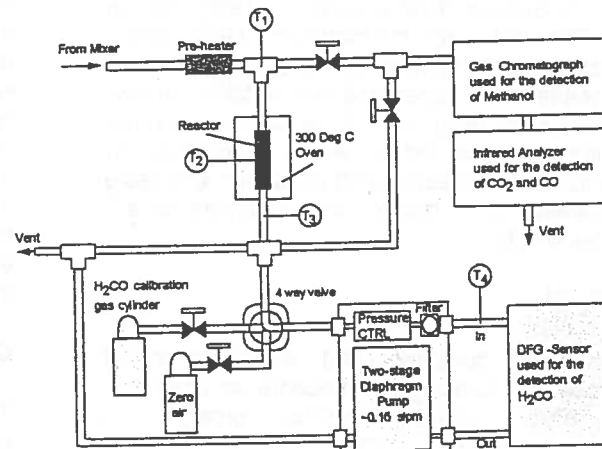 T1
From Mixer
Pre-heater
Gas Chromatograph
used for the detection
of Methanol
Reactor
300 Deg C
Oven
T2
Infrared Analyzer
used for the detection
of CO2 and CO
T3
Vent
Vent
H2CO calibration
gas cylinder
4 way valve
T4
Pressure
CTRL
Filter
In
DFG -Sensor
used for the
detection of
H2CO
Zero
air
Two-stage
Diaphragm
Pump
~0.16 slpm
Out